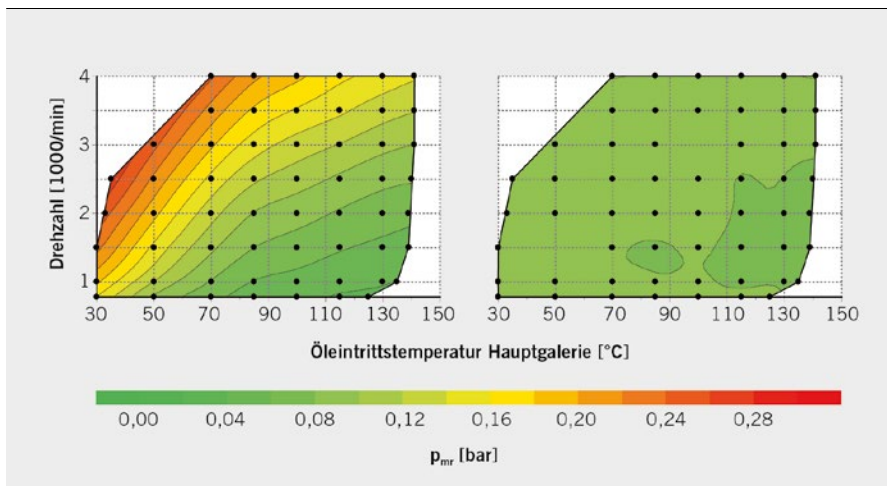 4
3
2
1
Drehzahl [1000/min]
30 50 70 90 110 130 150
30 50 70 90 110 130 150
Öleintrittstemperatur Hauptgalerie [°C]
0,00 0,04 0,08 0,12 0,16 0,20 0,24 0,28
pmr [bar]